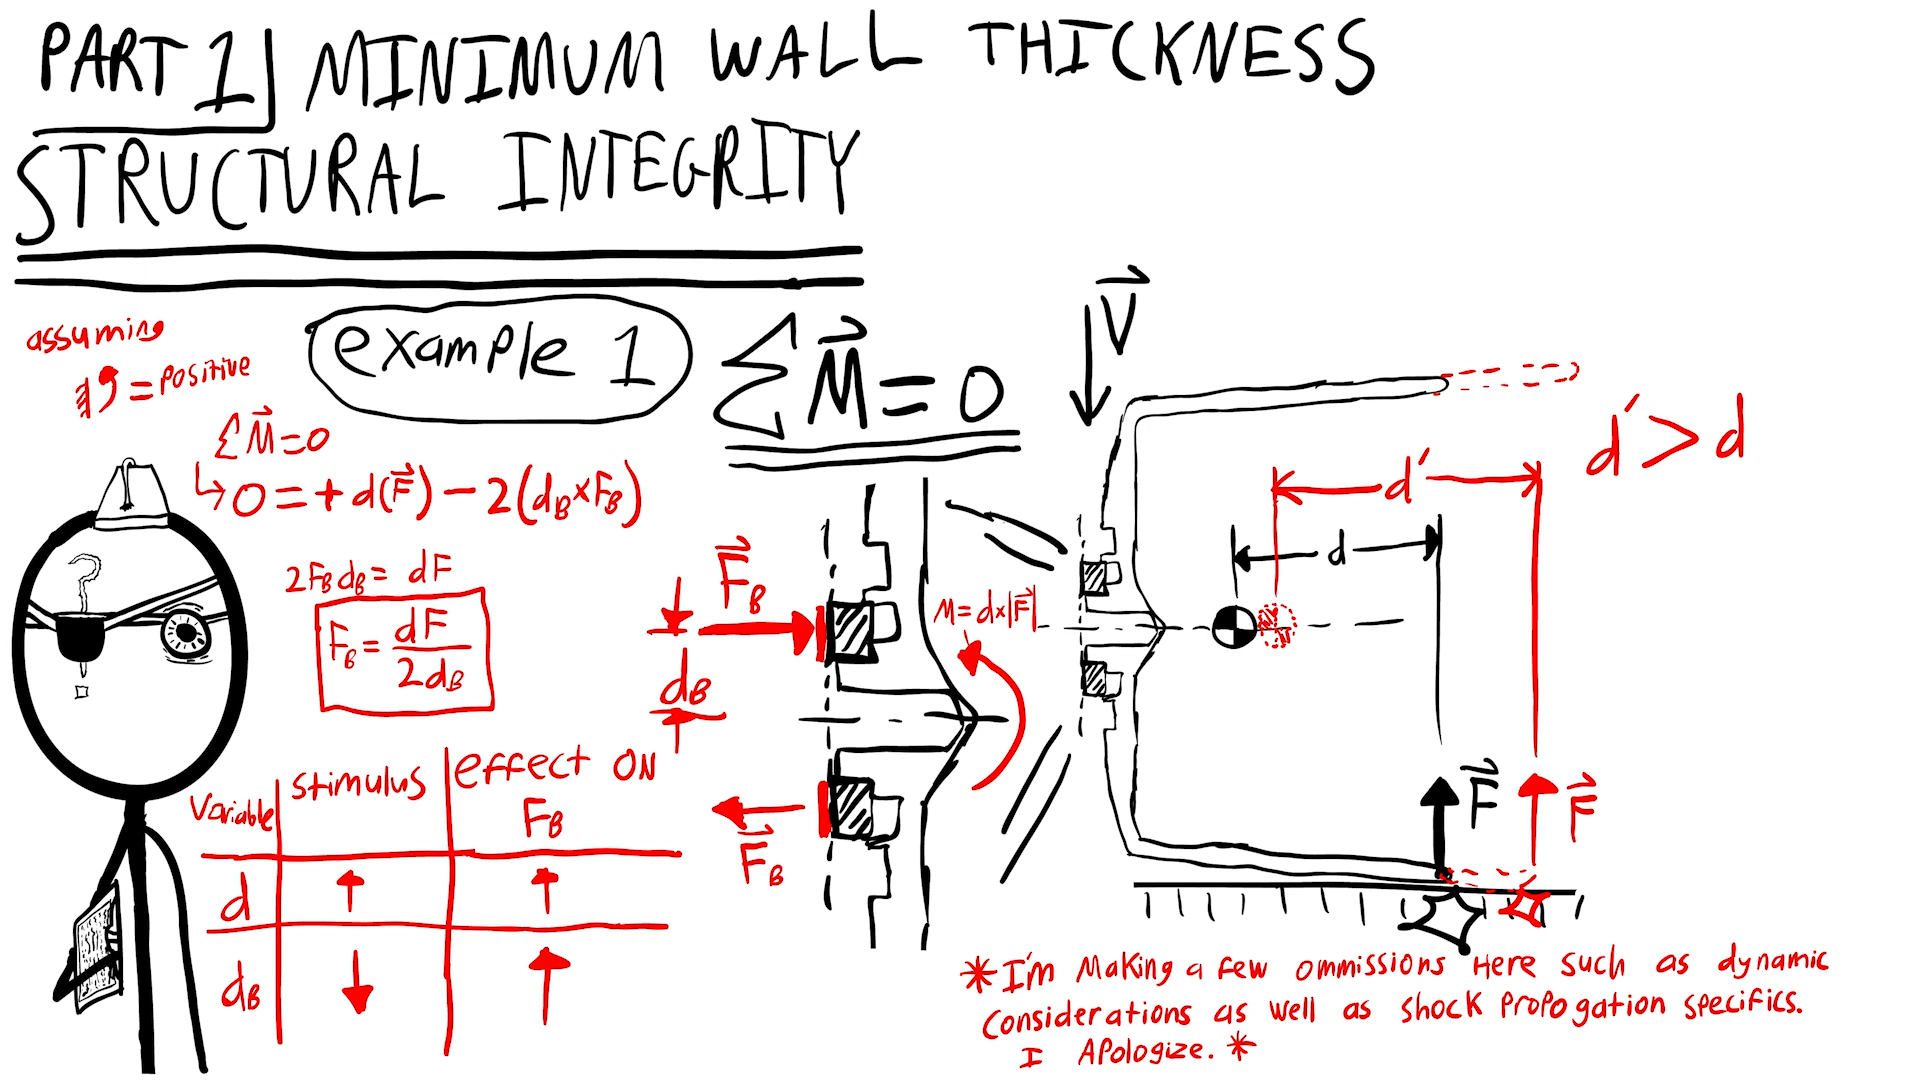 PART 1 MINIMUM WALL THICKNESS
STRUCTURAL INTEGRITY
example 1
assuming
= positive
ΣM⃗=0
0=+d(F⃗)-2(dB×FB)
2FBdB= dF
FB= dF/2dB
Variable stimulus effect ON FB
d ↑ ↑
dB ↓ ↑
ΣM⃗=0
F⃗B
dB
F⃗B
M=d×|F⃗|
V⃗
d′>d
d′
d
F⃗
F⃗
*I'm Making a few ommissions Here such as dynamic
Considerations as well as shock Propogation specifics.
I Apologize.*